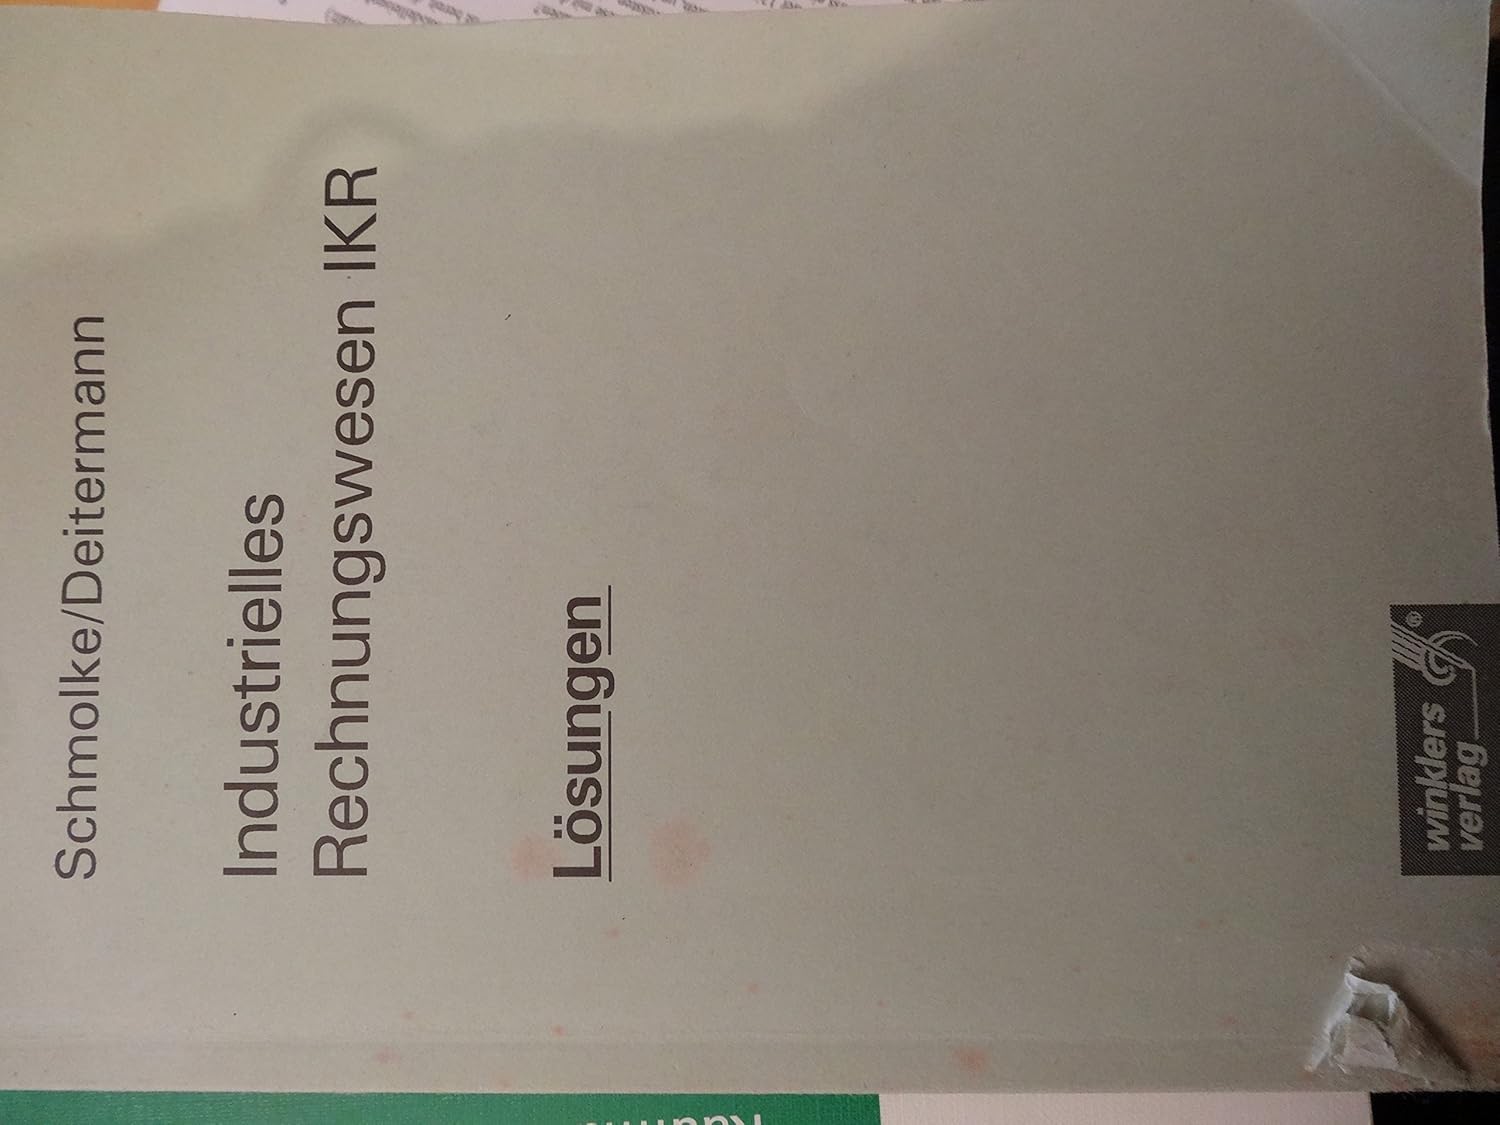 Schmolke/Deitermann
Industrielles
Rechnungswesen IKR
Lösungen
winklers
verlag
®